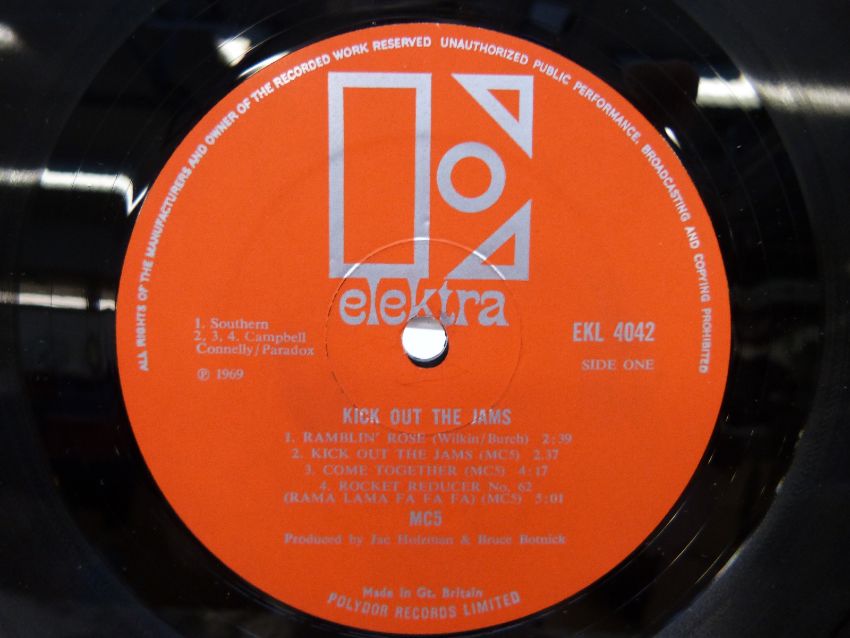 ALL RIGHTS OF THE MANUFACTURERS AND OWNER OF THE RECORDED WORK RESERVED UNAUTHORIZED PUBLIC PERFORMANCE, BROADCASTING AND COPYING PROHIBITED
elektra
1. Southern
2, 3, 4. Campbell
Connelly/Paradox
℗ 1969
EKL 4042
SIDE ONE
KICK OUT THE JAMS
1. RAMBLIN' ROSE (Wilkin/Burch) 2:39
2. KICK OUT THE JAMS (MC5) 2.37
3. COME TOGETHER (MC5) 4:17
4. ROCKET REDUCER No. 62
(RAMA LAMA FA FA FA) (MC5) 5:01
MC5
Produced by Jac Holzman & Bruce Botnick
Made in Gt. Britain
POLYDOR RECORDS LIMITED